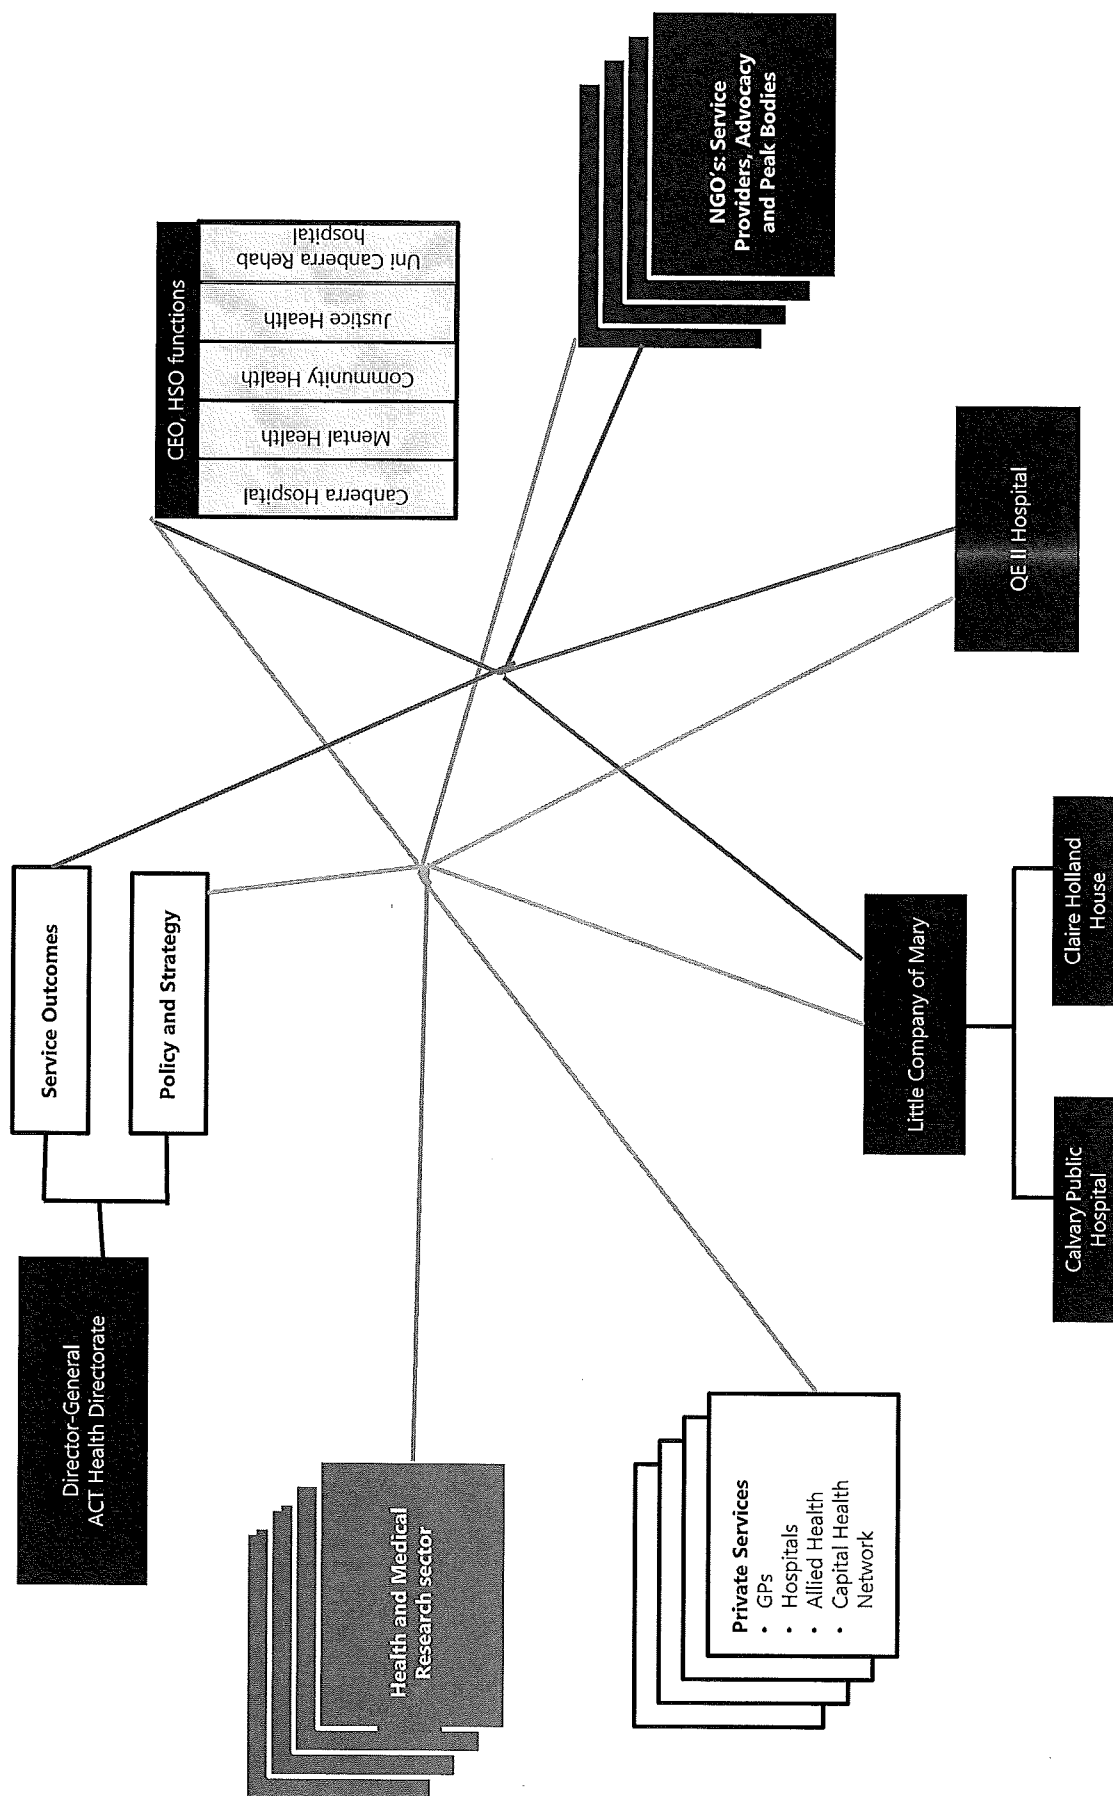 Director-General
ACT Health Directorate
Service Outcomes
Policy and Strategy
CEO, HSO functions
Canberra Hospital
Mental Health
Community Health
Justice Health
Uni Canberra Rehab
hospital
Health and Medical
Research sector
NGO's: Service
Providers, Advocacy
and Peak Bodies
Private Services
• GPs
• Hospitals
• Allied Health
• Capital Health
Network
Little Company of Mary
QE II Hospital
Calvary Public
Hospital
Claire Holland
House